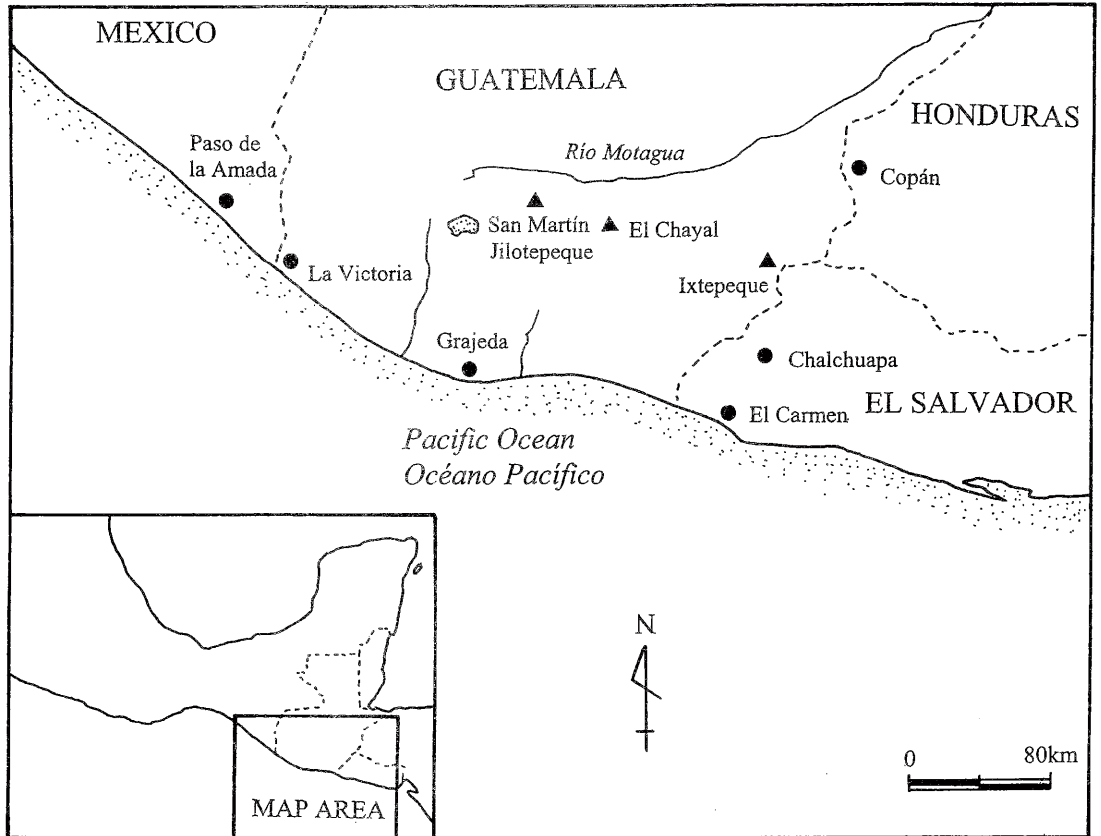 MEXICO
GUATEMALA
HONDURAS
Paso de
la Amada
Río Motagua
Copán
San Martín
Jilotepeque
El Chayal
La Victoria
Ixtepeque
Grajeda
Chalchuapa
EL SALVADOR
El Carmen
Pacific Ocean
Océano Pacífico
N
0 80km
MAP AREA